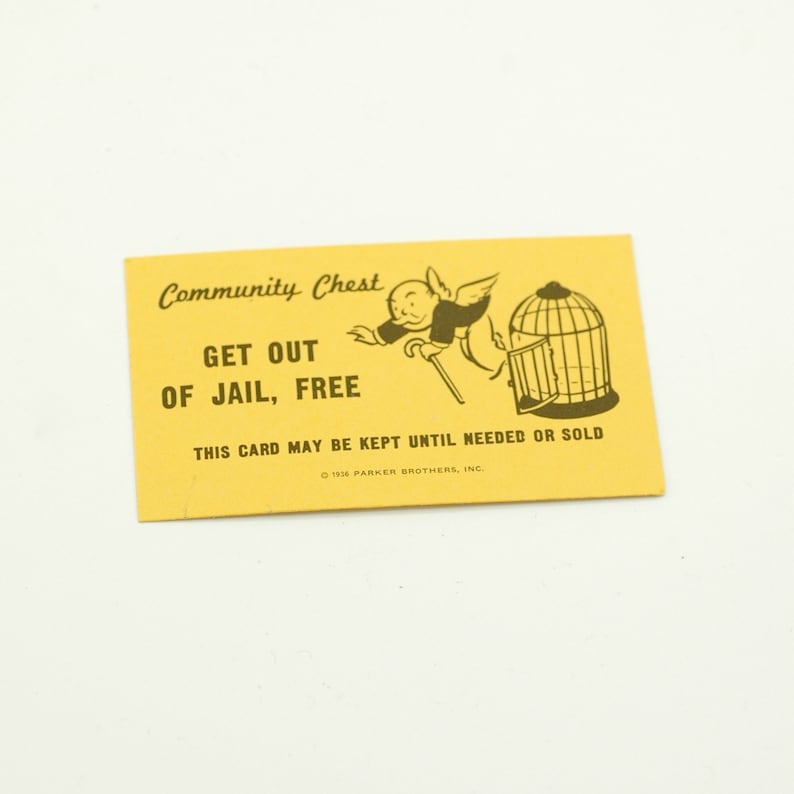 Community Chest
GET OUT
OF JAIL, FREE
THIS CARD MAY BE KEPT UNTIL NEEDED OR SOLD
© 1936 PARKER BROTHERS, INC.